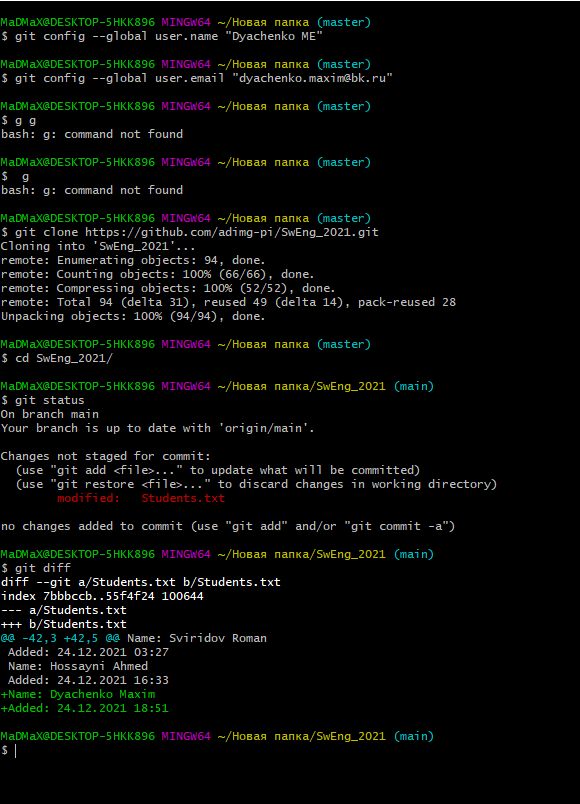 MaDMaX@DESKTOP-5HKK896 MINGW64 ~/Новая папка (master)
$ git config --global user.name "Dyachenko ME"
MaDMaX@DESKTOP-5HKK896 MINGW64 ~/Новая папка (master)
$ git config --global user.email "dyachenko.maxim@bk.ru"
MaDMaX@DESKTOP-5HKK896 MINGW64 ~/Новая папка (master)
$ g g
bash: g: command not found
MaDMaX@DESKTOP-5HKK896 MINGW64 ~/Новая папка (master)
$  g
bash: g: command not found
MaDMaX@DESKTOP-5HKK896 MINGW64 ~/Новая папка (master)
$ git clone https://github.com/adimg-pi/SwEng_2021.git
Cloning into 'SwEng_2021'...
remote: Enumerating objects: 94, done.
remote: Counting objects: 100% (66/66), done.
remote: Compressing objects: 100% (52/52), done.
remote: Total 94 (delta 31), reused 49 (delta 14), pack-reused 28
Unpacking objects: 100% (94/94), done.
MaDMaX@DESKTOP-5HKK896 MINGW64 ~/Новая папка (master)
$ cd SwEng_2021/
MaDMaX@DESKTOP-5HKK896 MINGW64 ~/Новая папка/SwEng_2021 (main)
$ git status
On branch main
Your branch is up to date with 'origin/main'.
Changes not staged for commit:
  (use "git add <file>..." to update what will be committed)
  (use "git restore <file>..." to discard changes in working directory)
        modified:   Students.txt
no changes added to commit (use "git add" and/or "git commit -a")
MaDMaX@DESKTOP-5HKK896 MINGW64 ~/Новая папка/SwEng_2021 (main)
$ git diff
diff --git a/Students.txt b/Students.txt
index 7bbbccb..55f4f24 100644
--- a/Students.txt
+++ b/Students.txt
@@ -42,3 +42,5 @@ Name: Sviridov Roman
 Added: 24.12.2021 03:27
 Name: Hossayni Ahmed
 Added: 24.12.2021 16:33
+Name: Dyachenko Maxim
+Added: 24.12.2021 18:51
MaDMaX@DESKTOP-5HKK896 MINGW64 ~/Новая папка/SwEng_2021 (main)
$